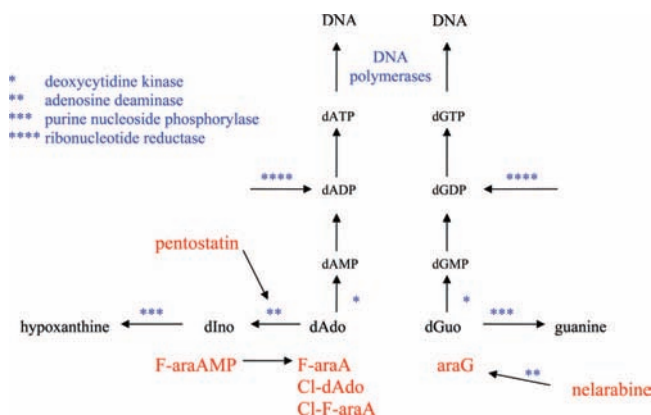 DNA DNA
DNA
polymerases
* deoxycytidine kinase
** adenosine deaminase
*** purine nucleoside phosphorylase
**** ribonucleotide reductase
dATP dGTP
**** dADP dGDP ****
pentostatin
dAMP dGMP
* *
hypoxanthine *** dIno ** dAdo dGuo *** guanine
F-araAMP F-araA araG
Cl-dAdo ** nelarabine
Cl-F-araA